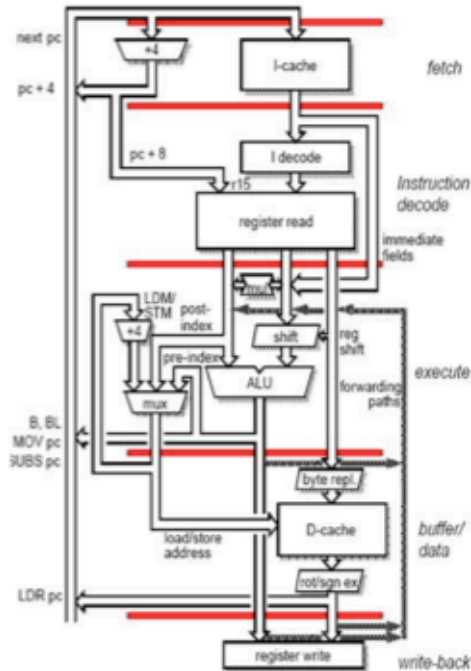 next pc
+4
I-cache
fetch
pc + 4
pc + 8
I decode
r15
Instruction
decode
register read
immediate
fields
mul
LDM/
STM
post-
index
+4
shift
reg
shift
pre-index
execute
ALU
forwarding
paths
mux
B, BL
MOV pc
SUBS pc
byte repl.
D-cache
buffer/
data
load/store
address
rot/sgn ex
LDR pc
register write
write-back